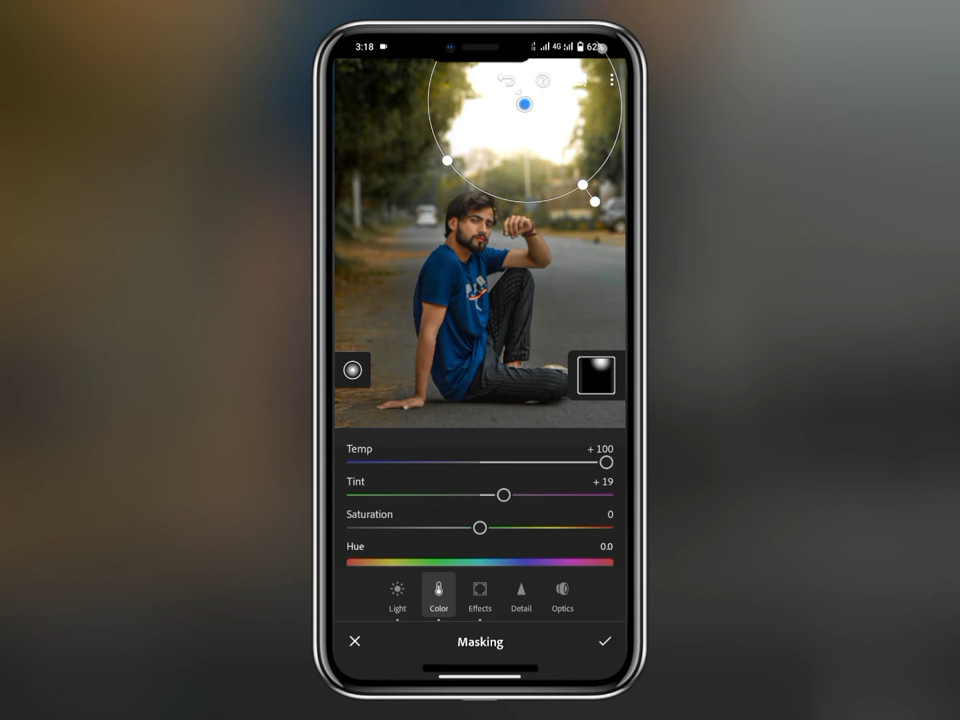 3:18
4G
62%
Temp
+ 100
Tint
+ 19
Saturation
0
Hue
0.0
Light
Color
Effects
Detail
Optics
Masking